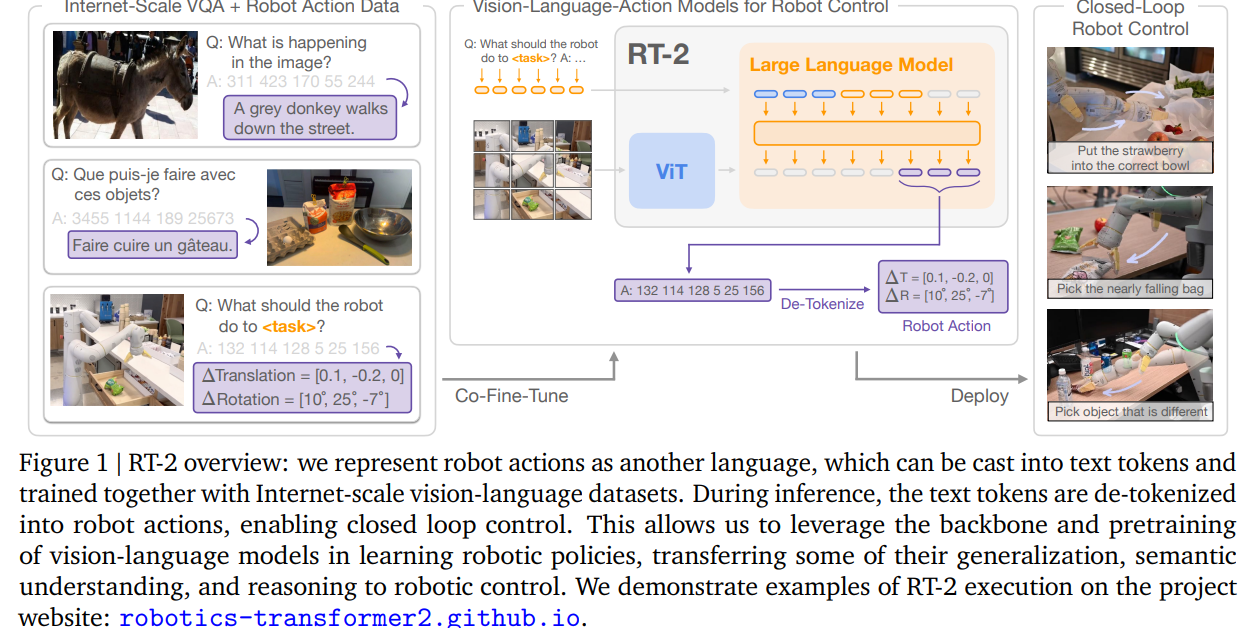 Internet-Scale VQA + Robot Action Data
Q: What is happening
in the image?
A: 311 423 170 55 244
A grey donkey walks
down the street.
Q: Que puis-je faire avec
ces objets?
A: 3455 1144 189 25673
Faire cuire un gâteau.
Q: What should the robot
do to <task>?
A: 132 114 128 5 25 156
ΔTranslation = [0.1, -0.2, 0]
ΔRotation = [10°, 25°, -7°]
Co-Fine-Tune
Vision-Language-Action Models for Robot Control
Q: What should the robot
do to <task>? A: ...
RT-2
Large Language Model
ViT
A: 132 114 128 5 25 156
De-Tokenize
ΔT = [0.1, -0.2, 0]
ΔR = [10°, 25°, -7°]
Robot Action
Deploy
Closed-Loop
Robot Control
Put the strawberry
into the correct bowl
Pick the nearly falling bag
Pick object that is different
Figure 1 | RT-2 overview: we represent robot actions as another language, which can be cast into text tokens and
trained together with Internet-scale vision-language datasets. During inference, the text tokens are de-tokenized
into robot actions, enabling closed loop control. This allows us to leverage the backbone and pretraining
of vision-language models in learning robotic policies, transferring some of their generalization, semantic
understanding, and reasoning to robotic control. We demonstrate examples of RT-2 execution on the project
website: robotics-transformer2.github.io.